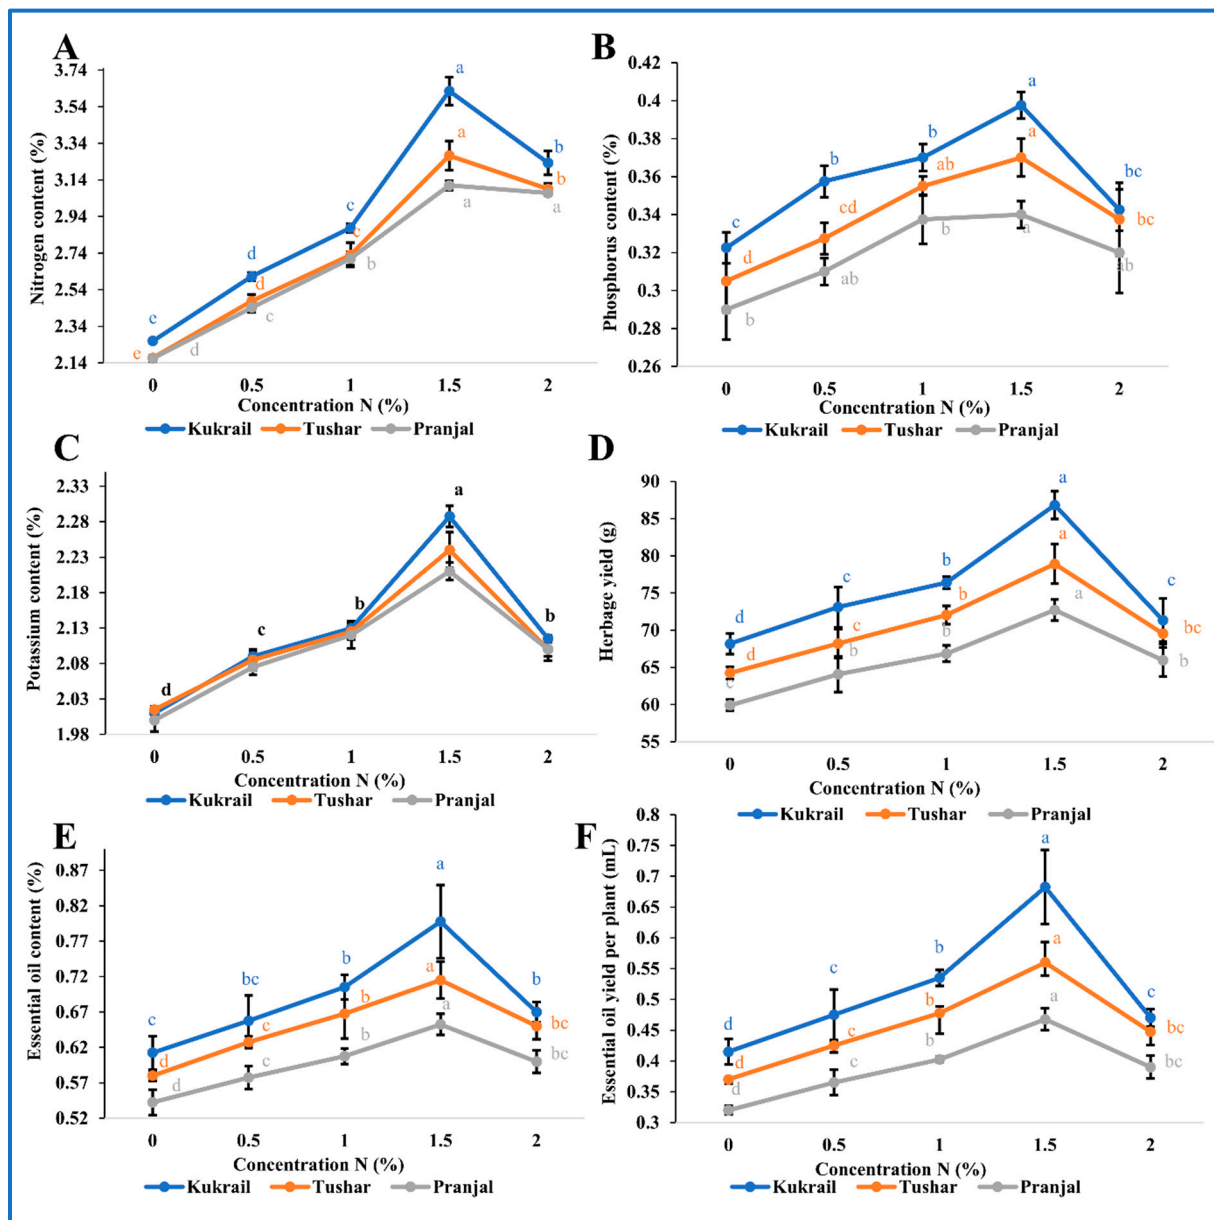 A
Nitrogen content (%)
3.74
3.54
3.34
3.14
2.94
2.74
2.54
2.34
2.14
a
a
b
b
c
c
a
a
d
d
b
c
e
e
d
0 0.5 1 1.5 2
Concentration N (%)
Kukrail Tushar Pranjal
B
Phosphorus content (%)
0.42
0.4
0.38
0.36
0.34
0.32
0.3
0.28
0.26
a
b
b
a
ab
bc
c
cd
bc
b
a
d
ab
ab
b
0 0.5 1 1.5 2
Concentration N (%)
Kukrail Tushar Pranjal
C
Potassium content (%)
2.33
2.28
2.23
2.18
2.13
2.08
2.03
1.98
d
c
b
a
b
0 0.5 1 1.5 2
Concentration N (%)
Kukrail Tushar Pranjal
D
Herbage yield (g)
90
85
80
75
70
65
60
55
a
a
b
c
c
b
a
d
c
b
bc
d
b
b
c
0 0.5 1 1.5 2
Concentration N (%)
Kukrail Tushar Pranjal
E
Essential oil content (%)
0.87
0.82
0.77
0.72
0.67
0.62
0.57
0.52
a
bc
b
a
b
c
c
b
a
bc
d
c
b
bc
d
0 0.5 1 1.5 2
Concentration N (%)
Kukrail Tushar Pranjal
F
Essential oil yield per plant (mL)
0.8
0.75
0.7
0.65
0.6
0.55
0.5
0.45
0.4
0.35
0.3
a
c
b
a
c
d
c
b
a
bc
d
c
b
bc
d
0 0.5 1 1.5 2
Concentration N (%)
Kukrail Tushar Pranjal